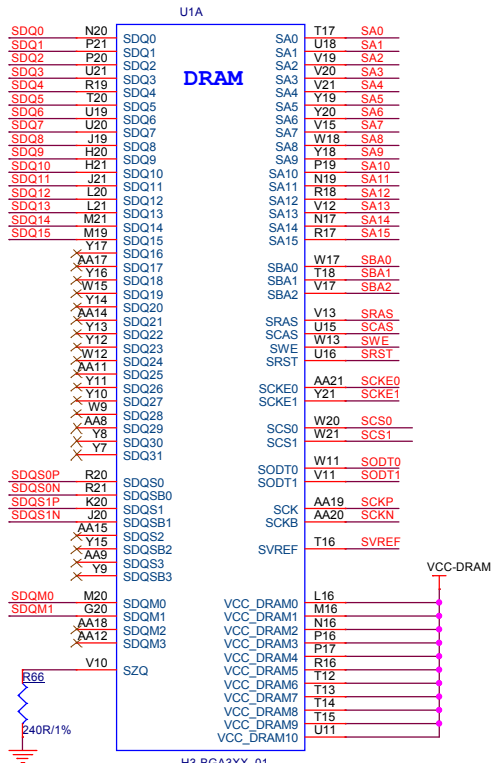 U1A
DRAM
SDQ0 N20 SDQ0 SA0 T17 SA0
SDQ1 P21 SDQ1 SA1 U18 SA1
SDQ2 P20 SDQ2 SA2 V19 SA2
SDQ3 U21 SDQ3 SA3 V20 SA3
SDQ4 R19 SDQ4 SA4 V21 SA4
SDQ5 T20 SDQ5 SA5 Y19 SA5
SDQ6 U19 SDQ6 SA6 Y20 SA6
SDQ7 U20 SDQ7 SA7 V15 SA7
SDQ8 J19 SDQ8 SA8 W18 SA8
SDQ9 H20 SDQ9 SA9 Y18 SA9
SDQ10 H21 SDQ10 SA10 P19 SA10
SDQ11 J21 SDQ11 SA11 N19 SA11
SDQ12 L20 SDQ12 SA12 R18 SA12
SDQ13 L21 SDQ13 SA13 V12 SA13
SDQ14 M21 SDQ14 SA14 N17 SA14
SDQ15 M19 SDQ15 SA15 R17 SA15
Y17 SDQ16
AA17 SDQ17 SBA0 W17 SBA0
Y16 SDQ18 SBA1 T18 SBA1
W15 SDQ19 SBA2 V17 SBA2
Y14 SDQ20
AA14 SDQ21 SRAS V13 SRAS
Y13 SDQ22 SCAS U15 SCAS
Y12 SDQ23 SWE W13 SWE
W12 SDQ24 SRST U16 SRST
AA11 SDQ25
Y11 SDQ26 SCKE0 AA21 SCKE0
Y10 SDQ27 SCKE1 Y21 SCKE1
W9 SDQ28
AA8 SDQ29 SCS0 W20 SCS0
Y8 SDQ30 SCS1 W21 SCS1
Y7 SDQ31
SODT0 W11 SODT0
SDQS0P R20 SDQS0 SODT1 V11 SODT1
SDQS0N R21 SDQSB0
SDQS1P K20 SDQS1 SCK AA19 SCKP
SDQS1N J20 SDQSB1 SCKB AA20 SCKN
AA15 SDQS2
Y15 SDQSB2 SVREF T16 SVREF
AA9 SDQS3
Y9 SDQSB3
VCC-DRAM
SDQM0 M20 SDQM0 VCC_DRAM0 L16
SDQM1 G20 SDQM1 VCC_DRAM1 M16
AA18 SDQM2 VCC_DRAM2 N16
AA12 SDQM3 VCC_DRAM3 P16
VCC_DRAM4 P17
V10 SZQ VCC_DRAM5 R16
R66 VCC_DRAM6 T12
VCC_DRAM7 T13
VCC_DRAM8 T14
VCC_DRAM9 T15
240R/1% VCC_DRAM10 U11
H3_BGA3XX_01